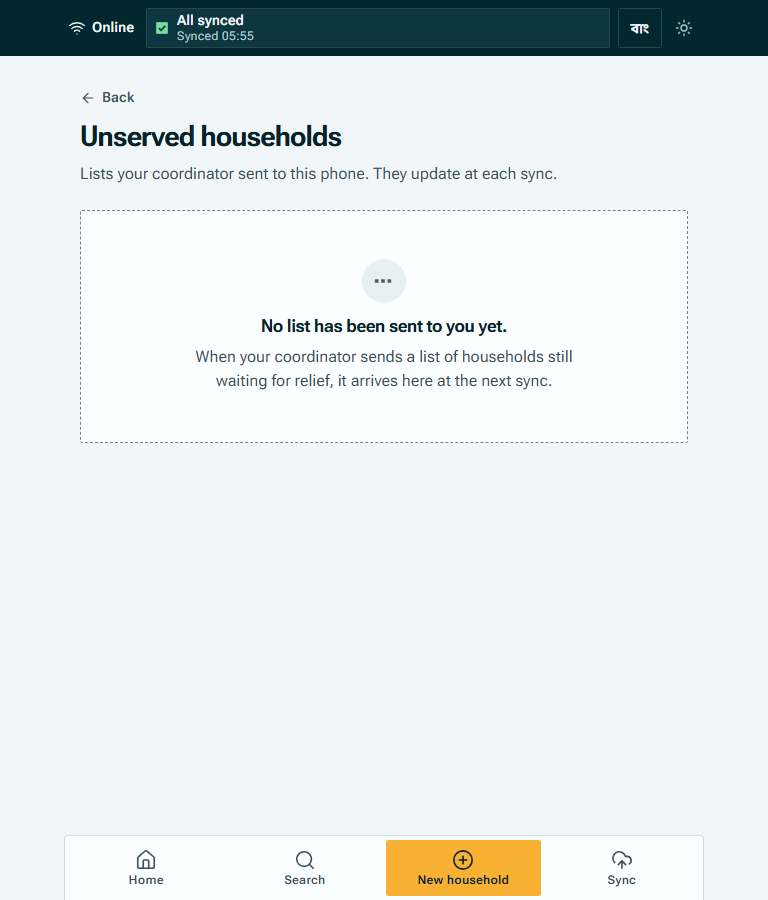 Online
All synced
Synced 05:55
বাং
Back
Unserved households
Lists your coordinator sent to this phone. They update at each sync.
No list has been sent to you yet.
When your coordinator sends a list of households still
waiting for relief, it arrives here at the next sync.
Home
Search
New household
Sync